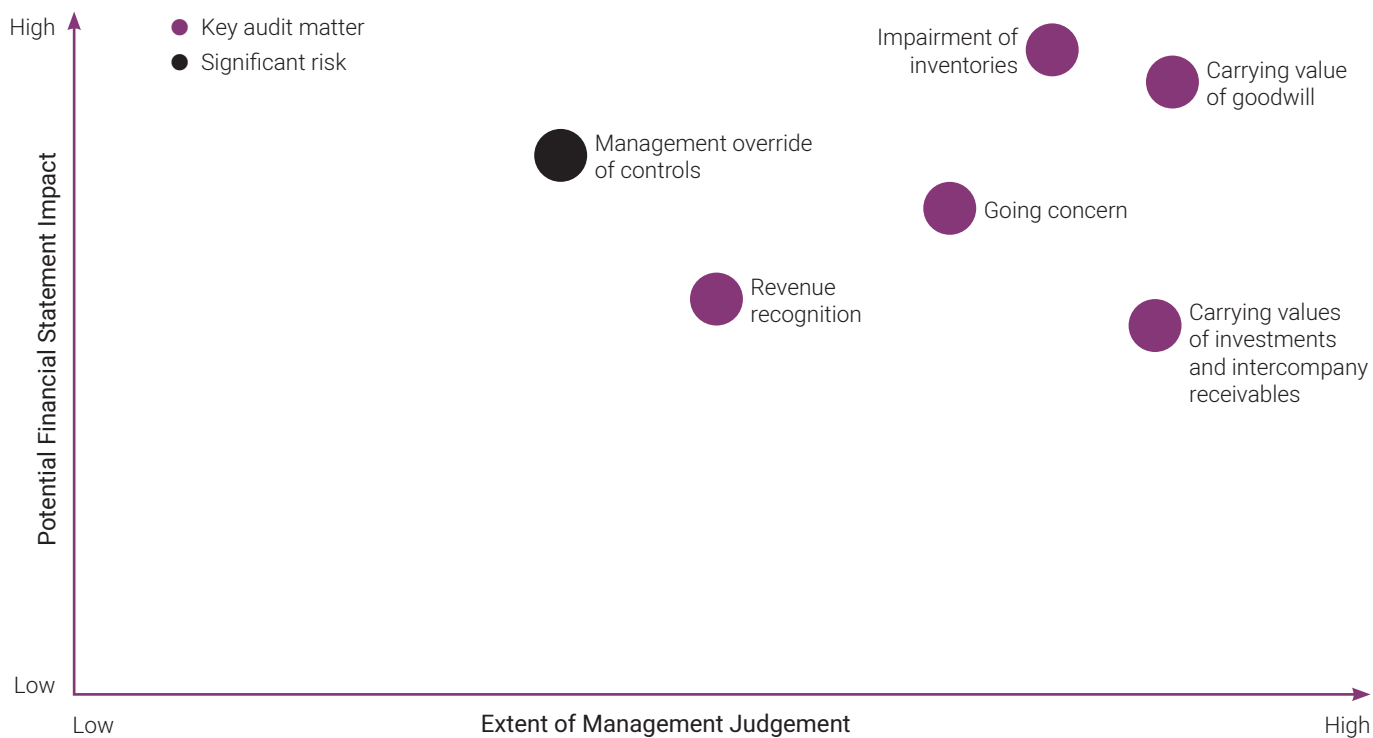 High
Key audit matter
Significant risk
Impairment of
inventories
Carrying value
of goodwill
Management override
of controls
Going concern
Revenue
recognition
Carrying values
of investments
and intercompany
receivables
Potential Financial Statement Impact
Low
Low
Extent of Management Judgement
High